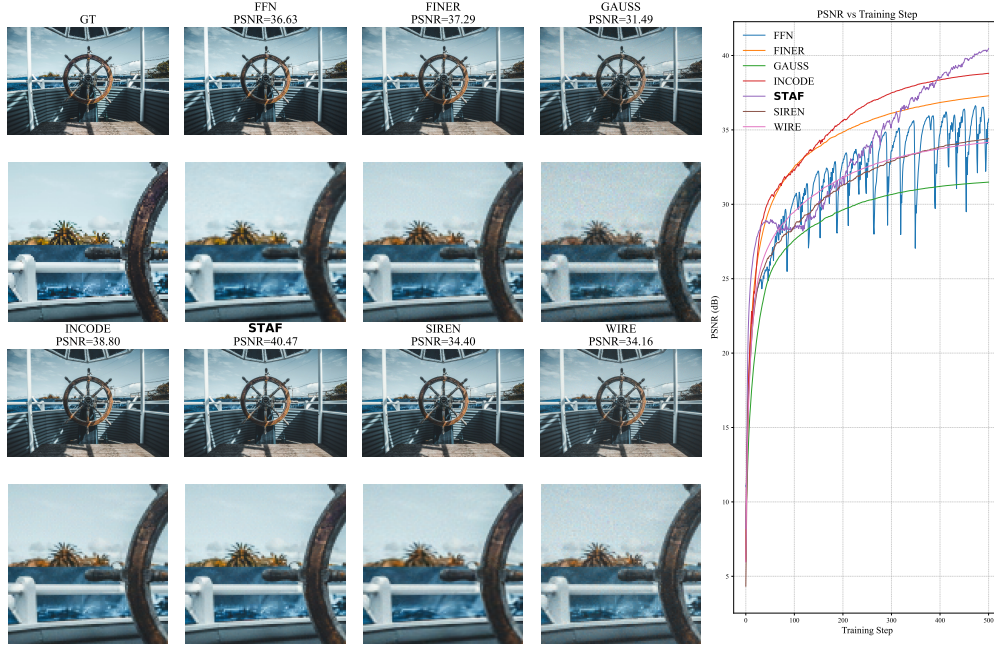 GT
FFN
PSNR=36.63
FINER
PSNR=37.29
GAUSS
PSNR=31.49
INCODE
PSNR=38.80
STAF
PSNR=40.47
SIREN
PSNR=34.40
WIRE
PSNR=34.16
PSNR vs Training Step
FFN
FINER
GAUSS
INCODE
STAF
SIREN
WIRE
PSNR (dB)
40
35
30
25
20
15
10
5
0
100
200
300
400
500
Training Step